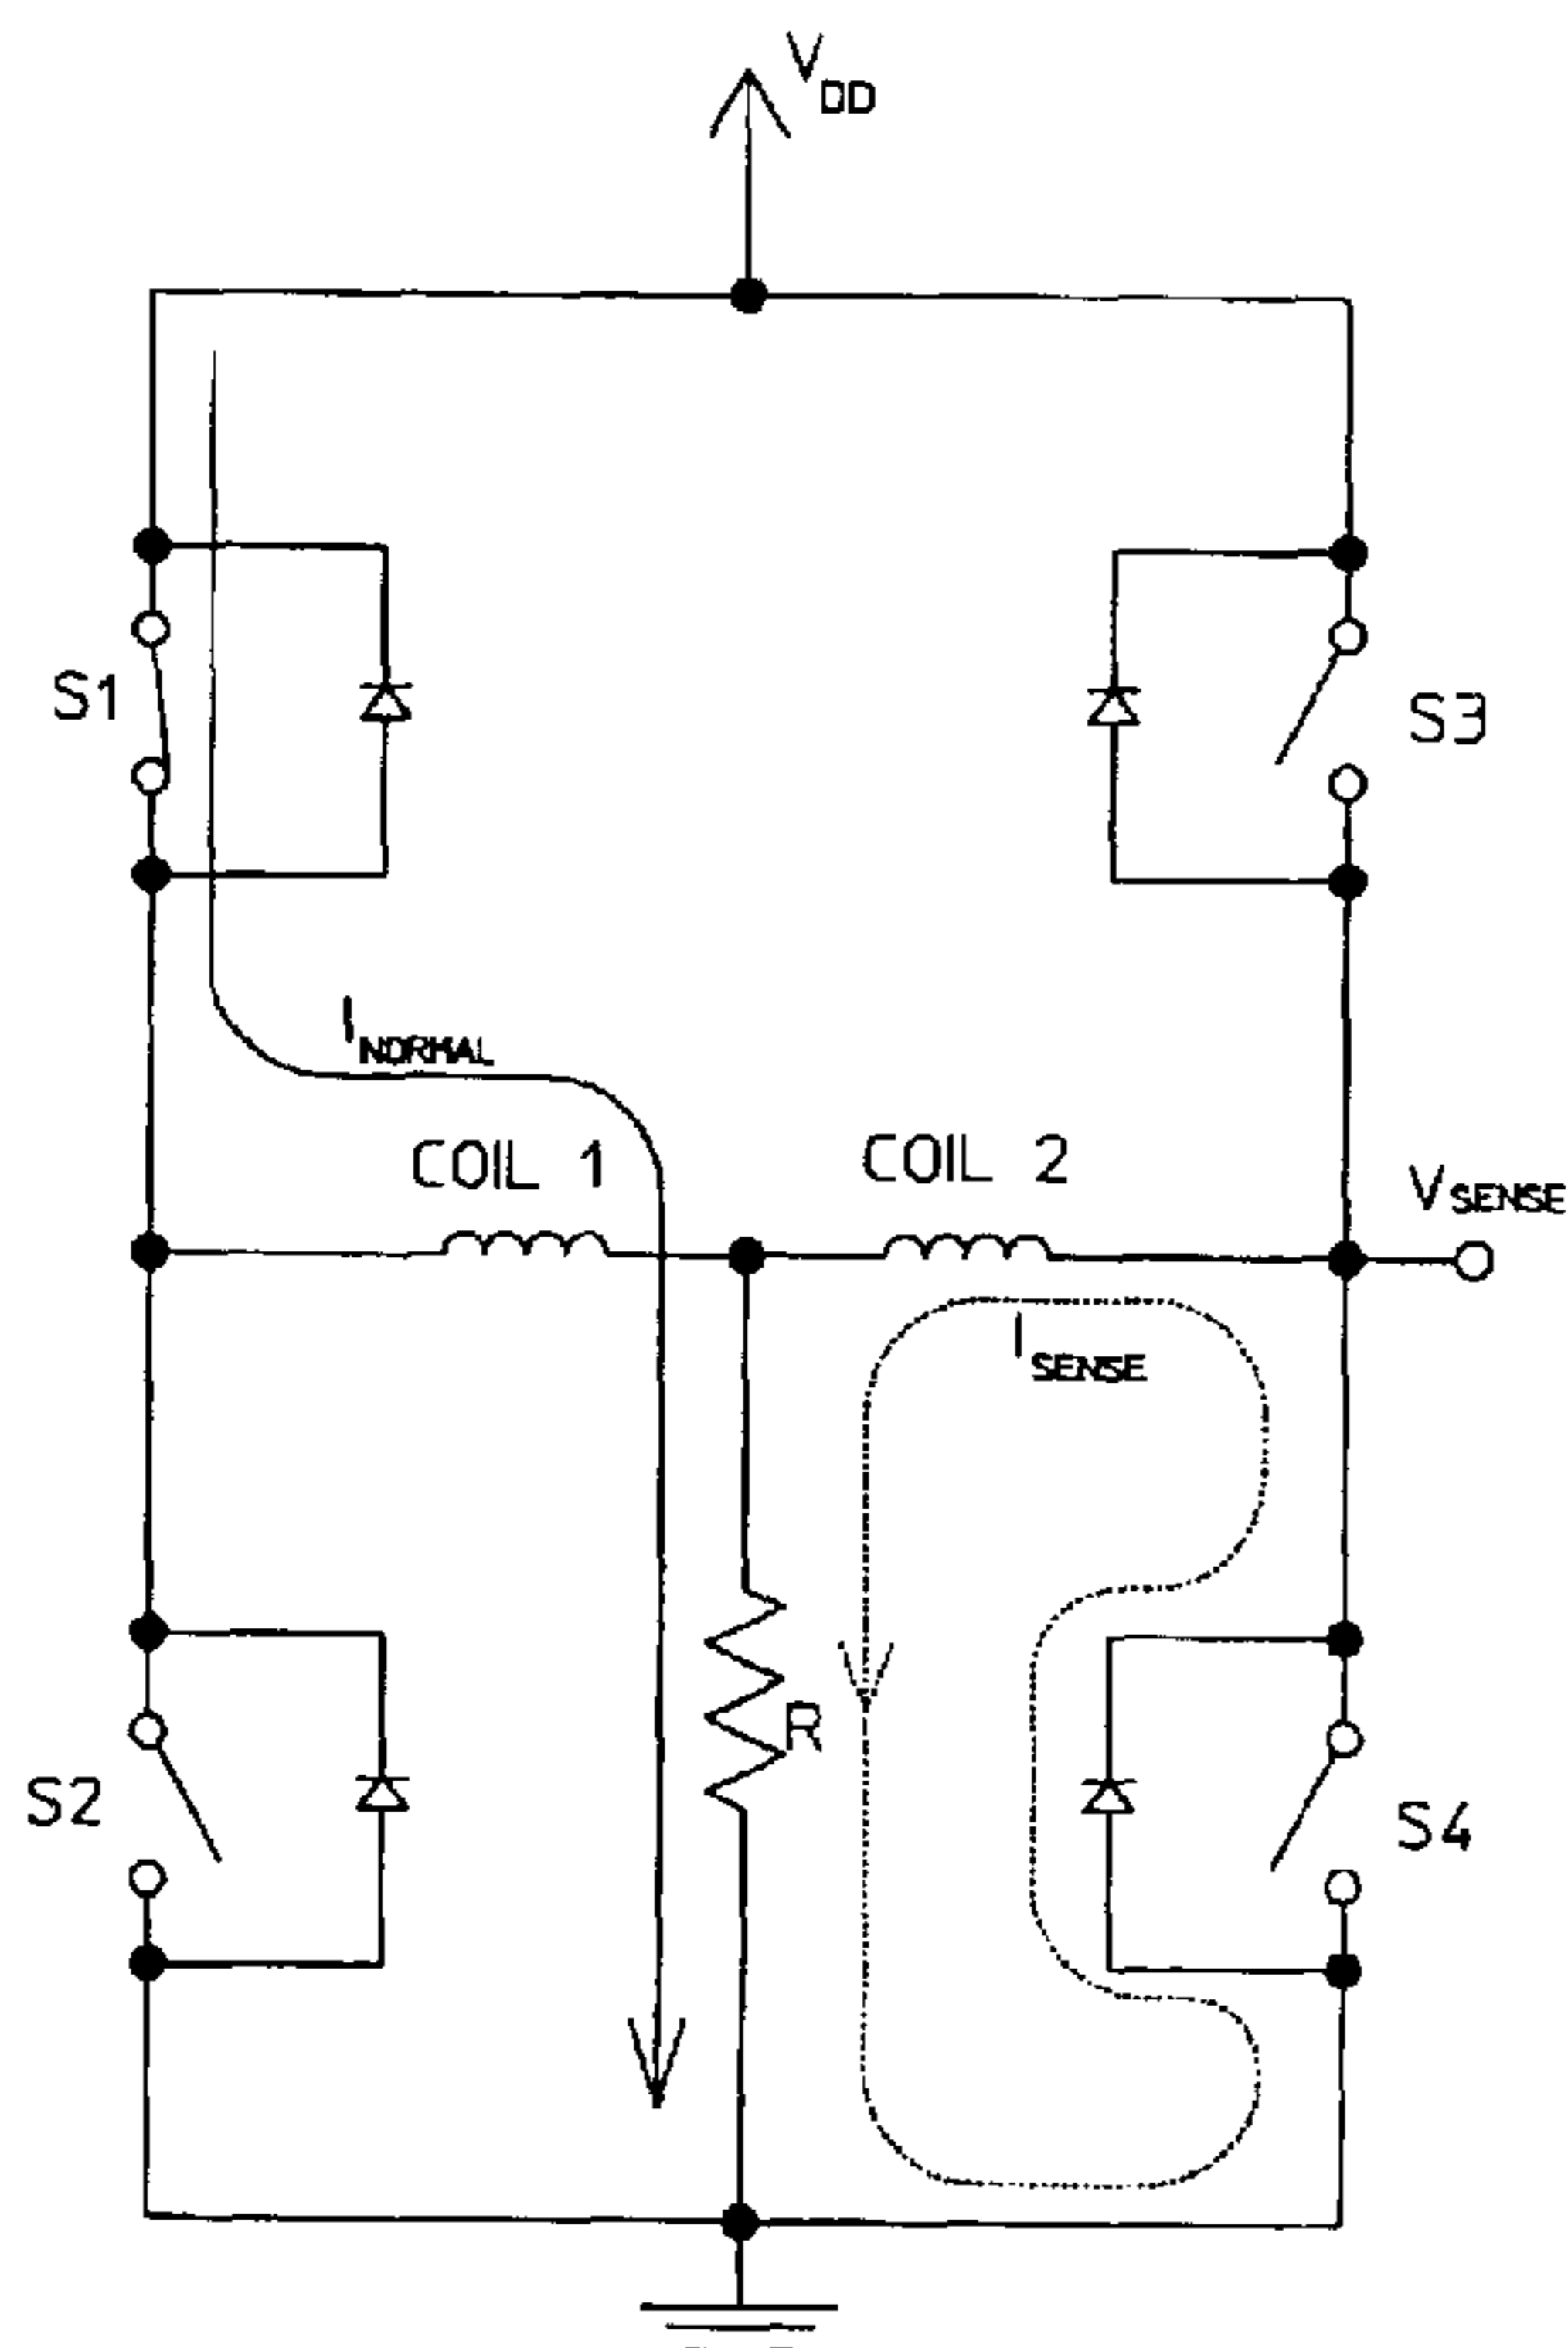 VDD
S1
S3
INORMAL
COIL 1
COIL 2
VSENSE
ISENSE
R
S2
S4